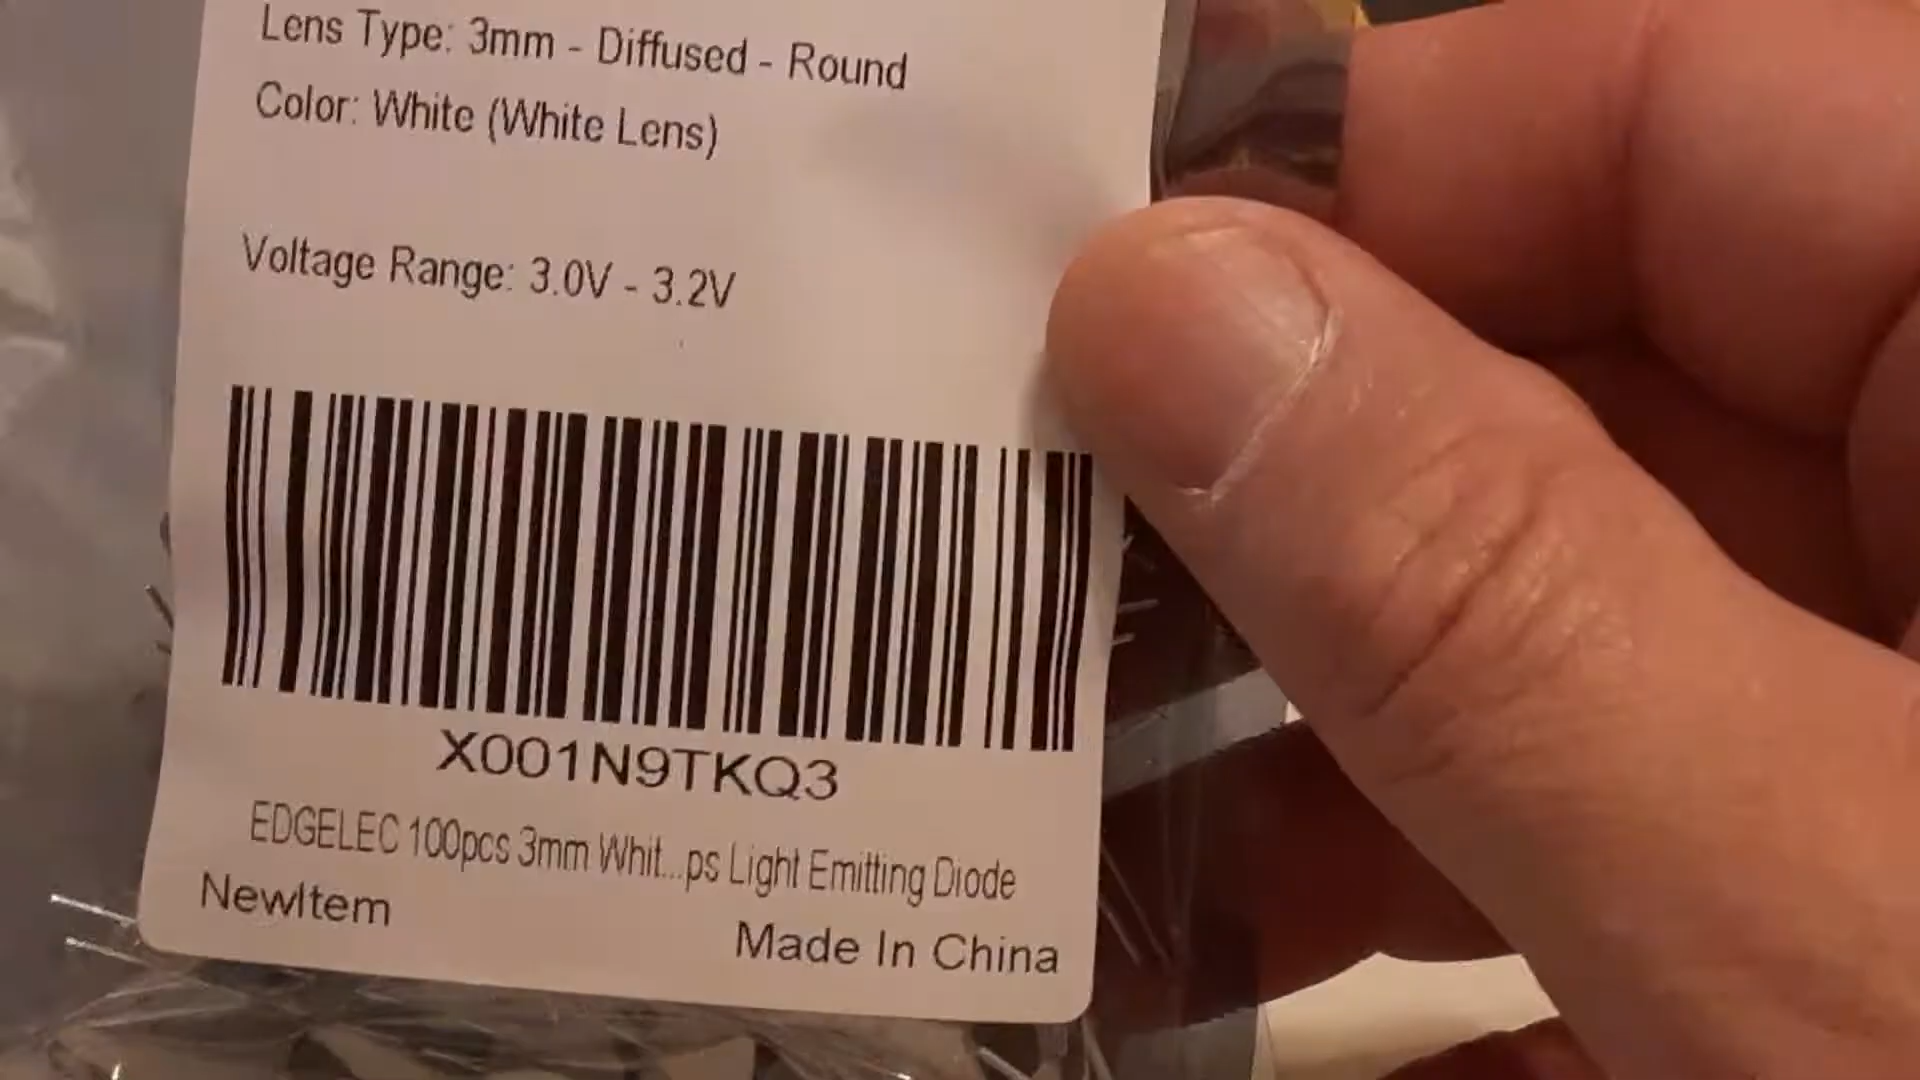 Lens Type: 3mm - Diffused - Round
Color: White (White Lens)
Voltage Range: 3.0V - 3.2V
X001N9TKQ3
EDGELEC 100pcs 3mm Whit...ps Light Emitting Diode
NewItem
Made In China